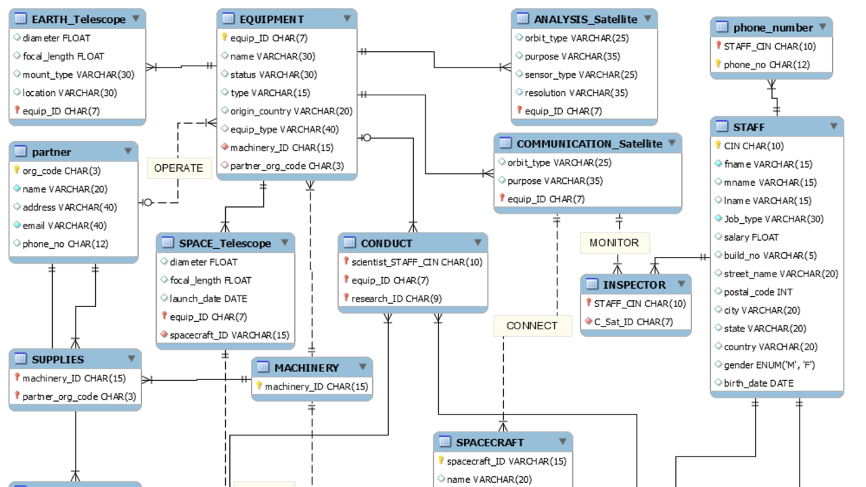 EARTH_Telescope
diameter FLOAT
focal_length FLOAT
mount_type VARCHAR(30)
location VARCHAR(30)
equip_ID CHAR(7)
EQUIPMENT
equip_ID CHAR(7)
name VARCHAR(30)
status VARCHAR(30)
type VARCHAR(15)
origin_country VARCHAR(20)
equip_type VARCHAR(40)
machinery_ID CHAR(15)
partner_org_code CHAR(3)
ANALYSIS_Satellite
orbit_type VARCHAR(25)
purpose VARCHAR(35)
sensor_type VARCHAR(25)
resolution VARCHAR(35)
equip_ID CHAR(7)
phone_number
STAFF_CIN CHAR(10)
phone_no CHAR(12)
partner
org_code CHAR(3)
name VARCHAR(20)
address VARCHAR(40)
email VARCHAR(40)
phone_no CHAR(12)
OPERATE
COMMUNICATION_Satellite
orbit_type VARCHAR(25)
purpose VARCHAR(35)
equip_ID CHAR(7)
STAFF
CIN CHAR(10)
fname VARCHAR(15)
mname VARCHAR(15)
lname VARCHAR(15)
Job_type VARCHAR(30)
salary FLOAT
build_no VARCHAR(5)
street_name VARCHAR(20)
postal_code INT
city VARCHAR(20)
state VARCHAR(20)
country VARCHAR(20)
gender ENUM('M', 'F')
birth_date DATE
SPACE_Telescope
diameter FLOAT
focal_length FLOAT
launch_date DATE
equip_ID CHAR(7)
spacecraft_ID VARCHAR(15)
CONDUCT
scientist_STAFF_CIN CHAR(10)
equip_ID CHAR(7)
research_ID CHAR(9)
MONITOR
INSPECTOR
STAFF_CIN CHAR(10)
C_Sat_ID CHAR(7)
CONNECT
SUPPLIES
machinery_ID CHAR(15)
partner_org_code CHAR(3)
MACHINERY
machinery_ID CHAR(15)
SPACECRAFT
spacecraft_ID VARCHAR(15)
name VARCHAR(20)